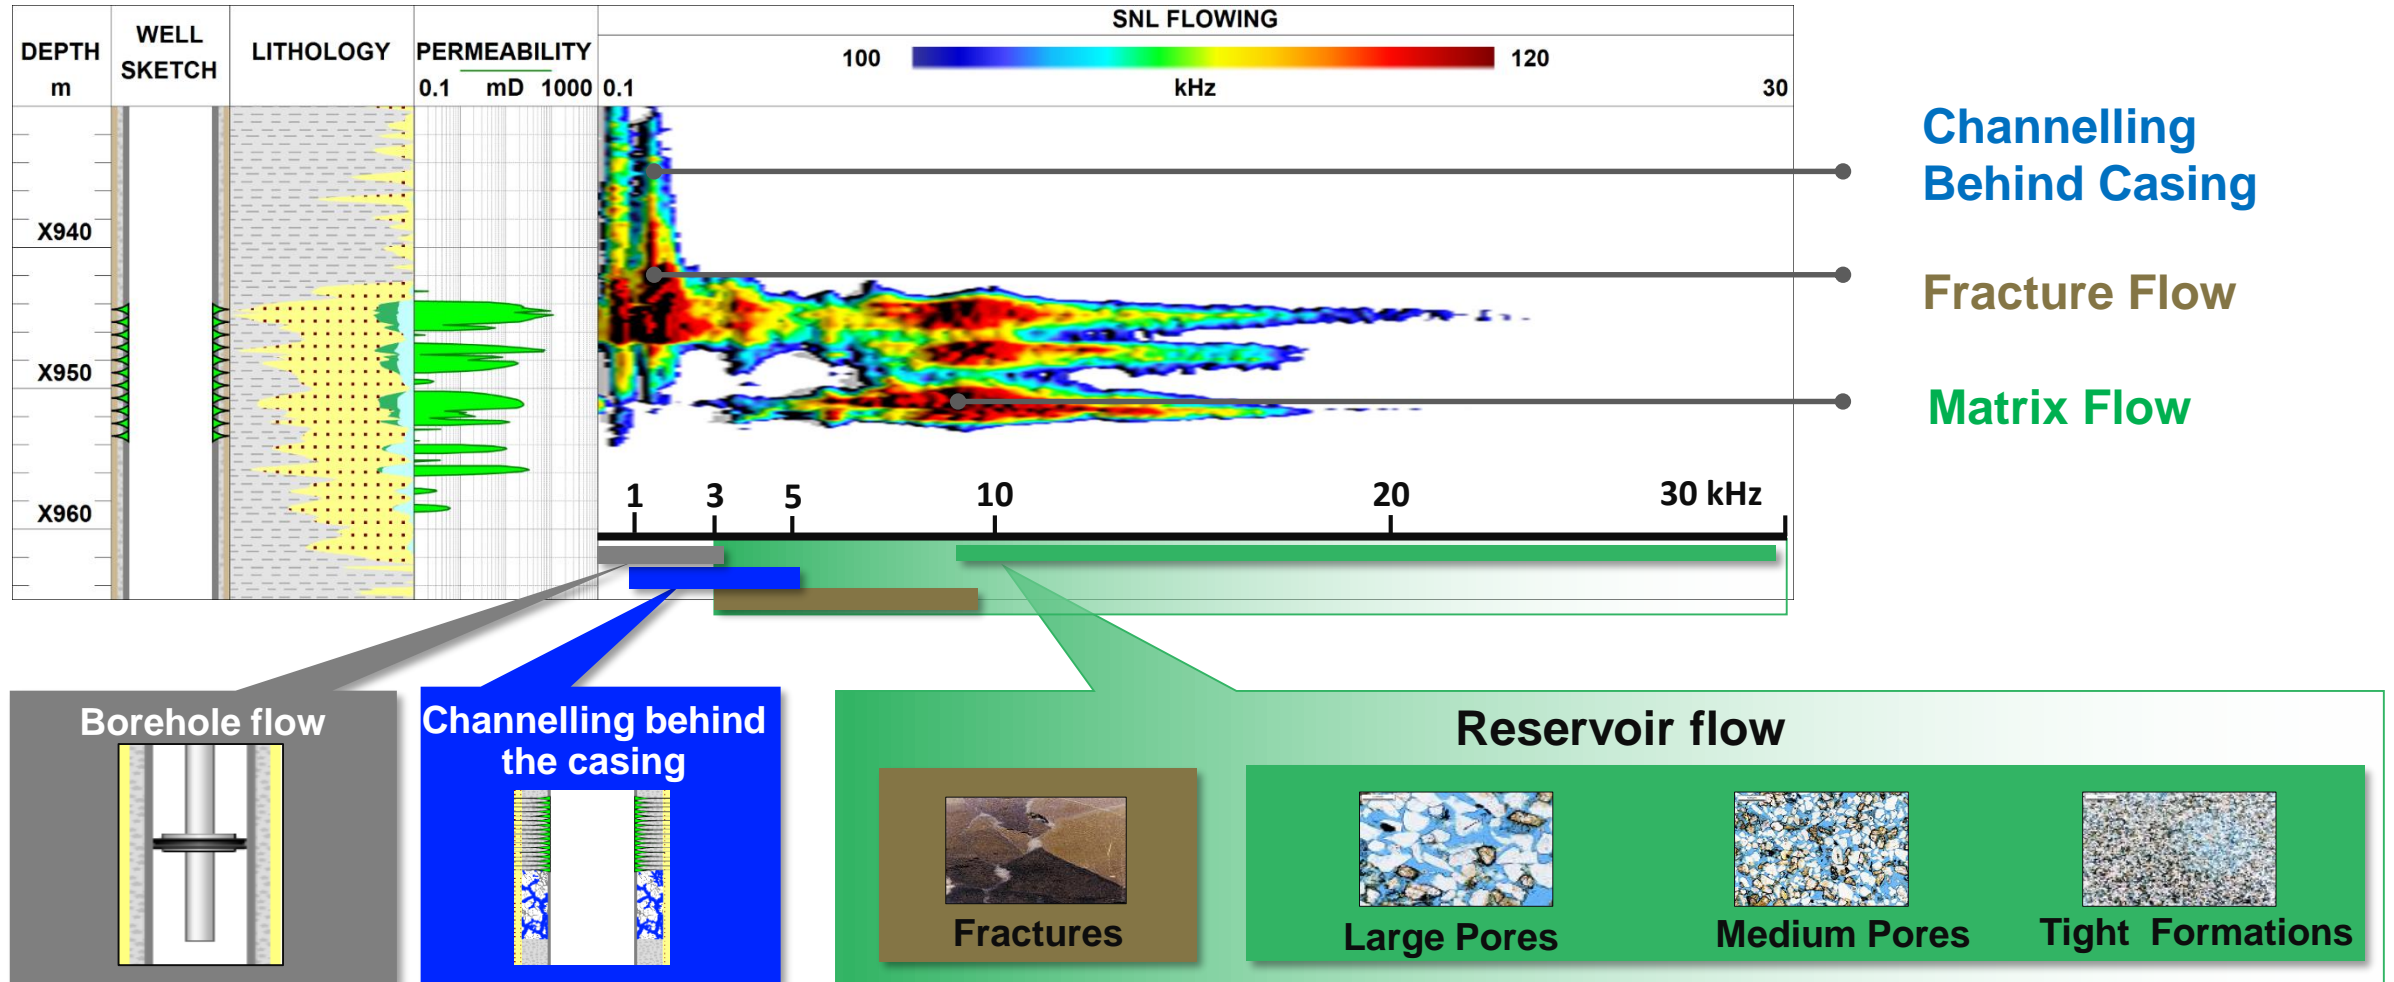 DEPTH
m
WELL
SKETCH
LITHOLOGY
PERMEABILITY
0.1 mD 1000
SNL FLOWING
100 120
0.1 kHz 30
X940
X950
X960
Channelling
Behind Casing
Fracture Flow
Matrix Flow
1 3 5 10 20 30 kHz
Borehole flow
Channelling behind
the casing
Reservoir flow
Fractures
Large Pores
Medium Pores
Tight Formations